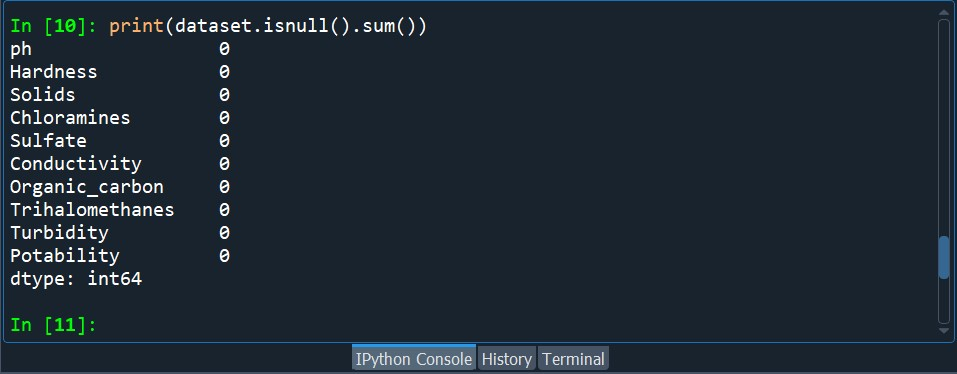 In [10]: print(dataset.isnull().sum())
ph                 0
Hardness           0
Solids             0
Chloramines        0
Sulfate            0
Conductivity       0
Organic_carbon     0
Trihalomethanes    0
Turbidity          0
Potability         0
dtype: int64
In [11]:
IPython Console History Terminal